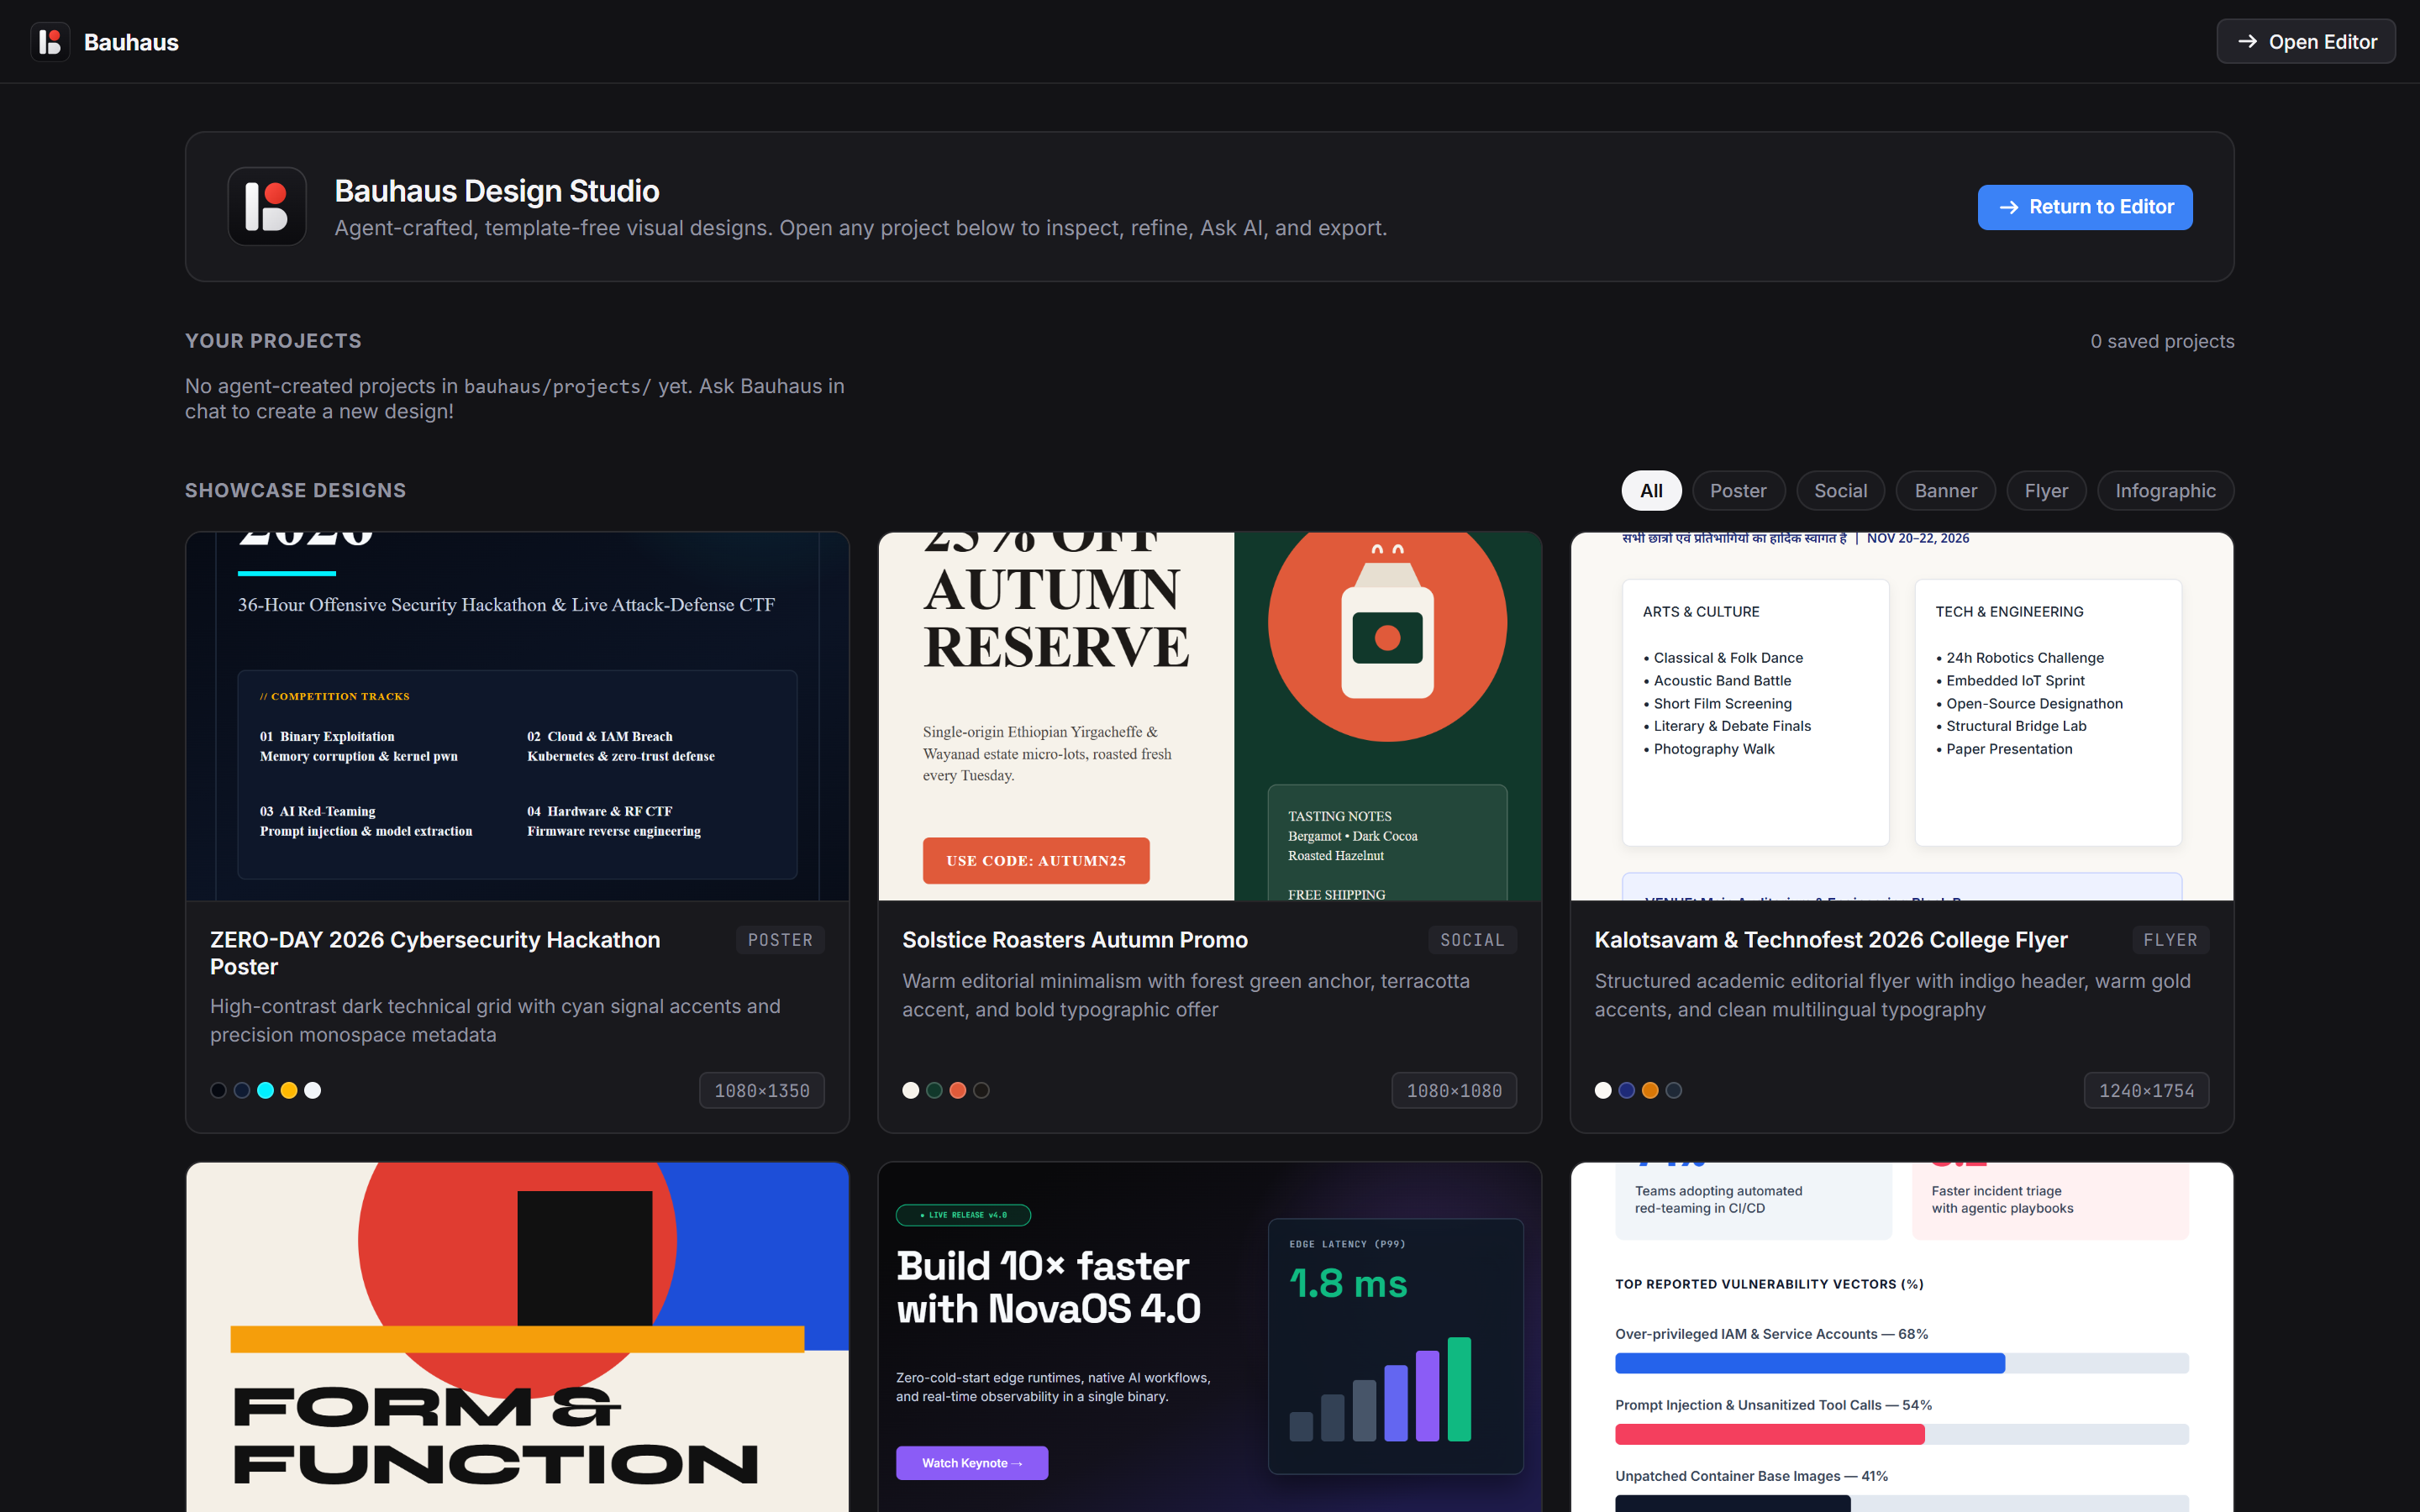 Bauhaus
→ Open Editor
Bauhaus Design Studio
Agent-crafted, template-free visual designs. Open any project below to inspect, refine, Ask AI, and export.
→ Return to Editor
YOUR PROJECTS
0 saved projects
No agent-created projects in bauhaus/projects/ yet. Ask Bauhaus in
chat to create a new design!
SHOWCASE DESIGNS
All
Poster
Social
Banner
Flyer
Infographic
2026
36-Hour Offensive Security Hackathon & Live Attack-Defense CTF
// COMPETITION TRACKS
01 Binary Exploitation
Memory corruption & kernel pwn
02 Cloud & IAM Breach
Kubernetes & zero-trust defense
03 AI Red-Teaming
Prompt injection & model extraction
04 Hardware & RF CTF
Firmware reverse engineering
ZERO-DAY 2026 Cybersecurity Hackathon
Poster
POSTER
High-contrast dark technical grid with cyan signal accents and
precision monospace metadata
1080×1350
25% OFF
AUTUMN
RESERVE
Single-origin Ethiopian Yirgacheffe &
Wayanad estate micro-lots, roasted fresh
every Tuesday.
USE CODE: AUTUMN25
TASTING NOTES
Bergamot • Dark Cocoa
Roasted Hazelnut
FREE SHIPPING
Solstice Roasters Autumn Promo
SOCIAL
Warm editorial minimalism with forest green anchor, terracotta
accent, and bold typographic offer
1080×1080
सभी छात्रों एवं प्रतिभागियों का हार्दिक स्वागत है | NOV 20–22, 2026
ARTS & CULTURE
• Classical & Folk Dance
• Acoustic Band Battle
• Short Film Screening
• Literary & Debate Finals
• Photography Walk
TECH & ENGINEERING
• 24h Robotics Challenge
• Embedded IoT Sprint
• Open-Source Designathon
• Structural Bridge Lab
• Paper Presentation
Kalotsavam & Technofest 2026 College Flyer
FLYER
Structured academic editorial flyer with indigo header, warm gold
accents, and clean multilingual typography
1240×1754
FORM &
FUNCTION
• LIVE RELEASE v4.0
Build 10× faster
with NovaOS 4.0
Zero-cold-start edge runtimes, native AI workflows,
and real-time observability in a single binary.
Watch Keynote →
EDGE LATENCY (P99)
1.8 ms
Teams adopting automated
red-teaming in CI/CD
Faster incident triage
with agentic playbooks
TOP REPORTED VULNERABILITY VECTORS (%)
Over-privileged IAM & Service Accounts — 68%
Prompt Injection & Unsanitized Tool Calls — 54%
Unpatched Container Base Images — 41%